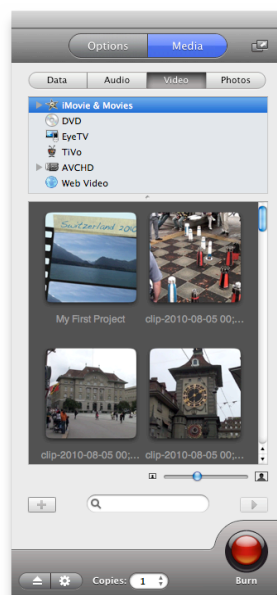 Options Media
Data Audio Video Photos
iMovie & Movies
DVD
EyeTV
TiVo
AVCHD
Web Video
Switzerland 2010
My First Project clip-2010-08-05 00;...
clip-2010-08-05 00;... clip-2010-08-05 00;...
Copies: 1 Burn